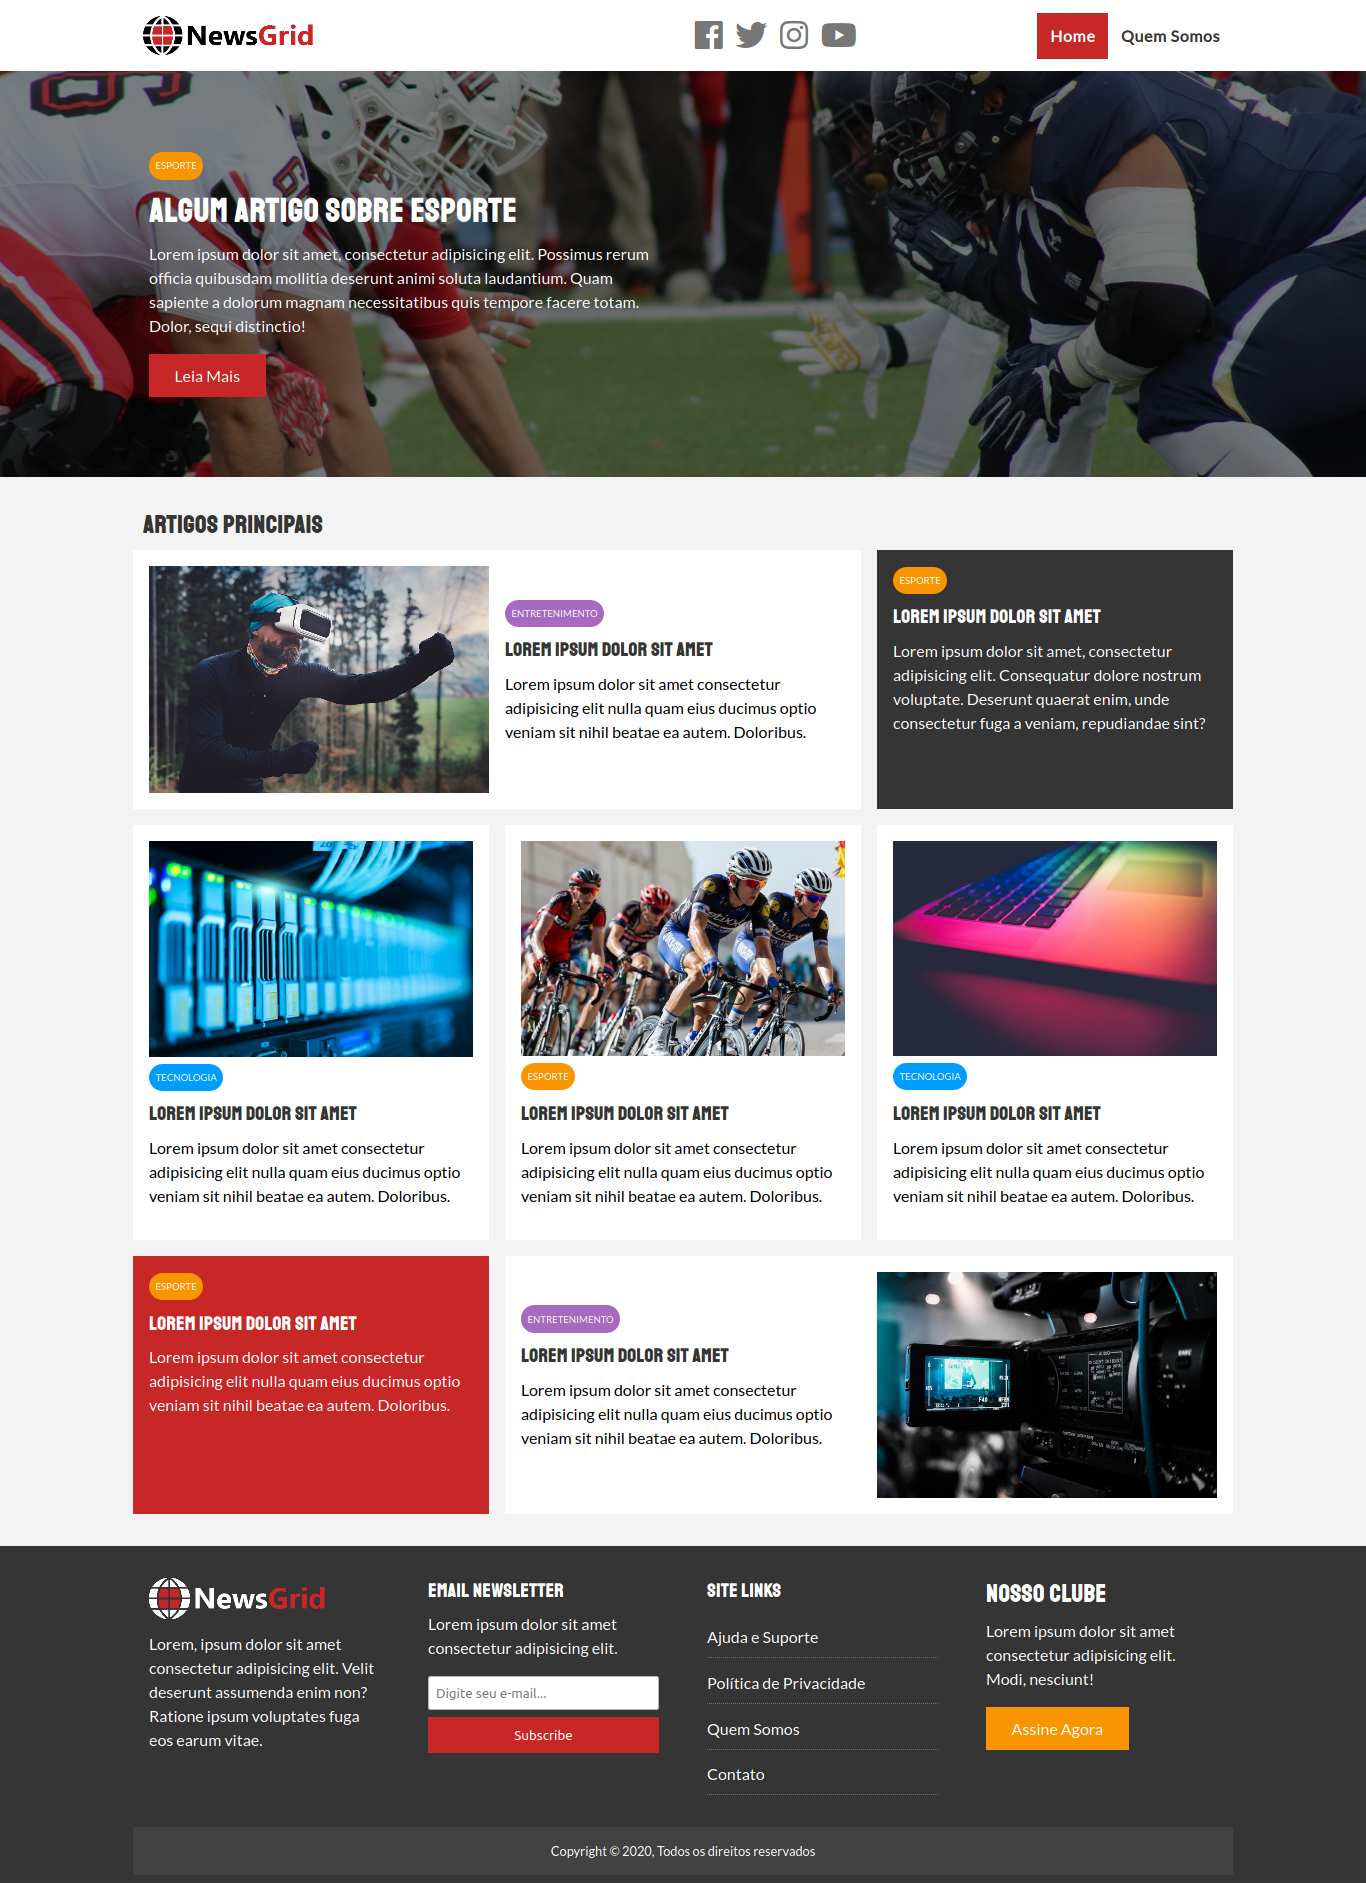 NewsGrid
Home Quem Somos
ESPORTE
ALGUM ARTIGO SOBRE ESPORTE
Lorem ipsum dolor sit amet, consectetur adipisicing elit. Possimus rerum
officia quibusdam mollitia deserunt animi soluta laudantium. Quam
sapiente a dolorum magnam necessitatibus quis tempore facere totam.
Dolor, sequi distinctio!
Leia Mais
ARTIGOS PRINCIPAIS
ENTRETENIMENTO
LOREM IPSUM DOLOR SIT AMET
Lorem ipsum dolor sit amet consectetur
adipisicing elit nulla quam eius ducimus optio
veniam sit nihil beatae ea autem. Doloribus.
ESPORTE
LOREM IPSUM DOLOR SIT AMET
Lorem ipsum dolor sit amet, consectetur
adipisicing elit. Consequatur dolore nostrum
voluptate. Deserunt quaerat enim, unde
consectetur fuga a veniam, repudiandae sint?
TECNOLOGIA
LOREM IPSUM DOLOR SIT AMET
Lorem ipsum dolor sit amet consectetur
adipisicing elit nulla quam eius ducimus optio
veniam sit nihil beatae ea autem. Doloribus.
ESPORTE
LOREM IPSUM DOLOR SIT AMET
Lorem ipsum dolor sit amet consectetur
adipisicing elit nulla quam eius ducimus optio
veniam sit nihil beatae ea autem. Doloribus.
TECNOLOGIA
LOREM IPSUM DOLOR SIT AMET
Lorem ipsum dolor sit amet consectetur
adipisicing elit nulla quam eius ducimus optio
veniam sit nihil beatae ea autem. Doloribus.
ESPORTE
LOREM IPSUM DOLOR SIT AMET
Lorem ipsum dolor sit amet consectetur
adipisicing elit nulla quam eius ducimus optio
veniam sit nihil beatae ea autem. Doloribus.
ENTRETENIMENTO
LOREM IPSUM DOLOR SIT AMET
Lorem ipsum dolor sit amet consectetur
adipisicing elit nulla quam eius ducimus optio
veniam sit nihil beatae ea autem. Doloribus.
NewsGrid
Lorem, ipsum dolor sit amet
consectetur adipisicing elit. Velit
deserunt assumenda enim non?
Ratione ipsum voluptates fuga
eos earum vitae.
EMAIL NEWSLETTER
Lorem ipsum dolor sit amet
consectetur adipisicing elit.
Digite seu e-mail...
Subscribe
SITE LINKS
Ajuda e Suporte
Política de Privacidade
Quem Somos
Contato
NOSSO CLUBE
Lorem ipsum dolor sit amet
consectetur adipisicing elit.
Modi, nesciunt!
Assine Agora
Copyright © 2020, Todos os direitos reservados